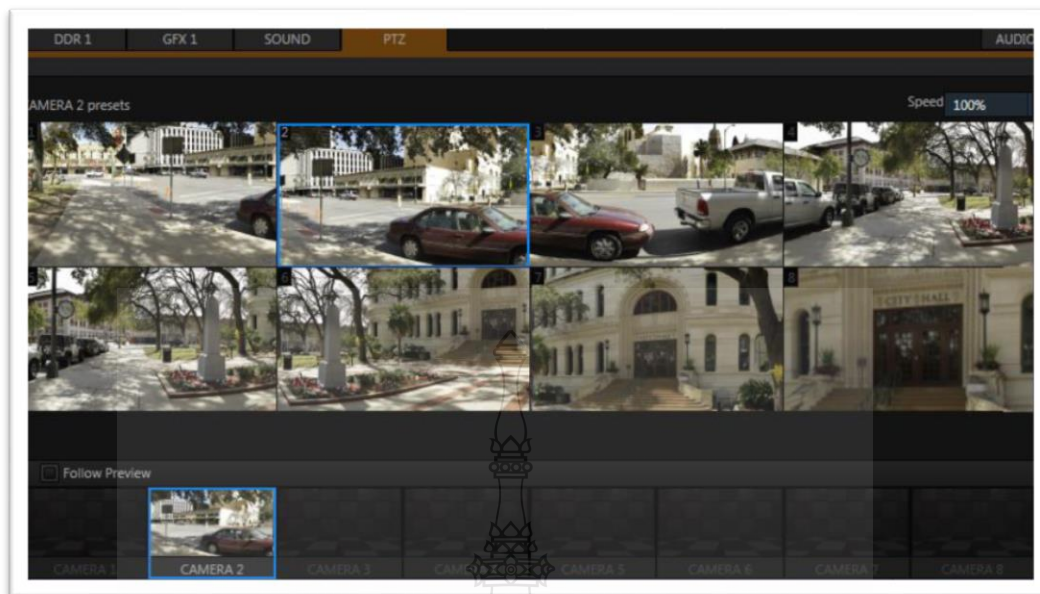 DDR 1 GFX 1 SOUND PTZ AUDIO
AMERA 2 presets Speed 100%
1 2 3 4
CITY HALL
5 6 7 8
Follow Preview
CAMERA 1 CAMERA 2 CAMERA 3 CAMERA 5 CAMERA 6 CAMERA 7 CAMERA 8